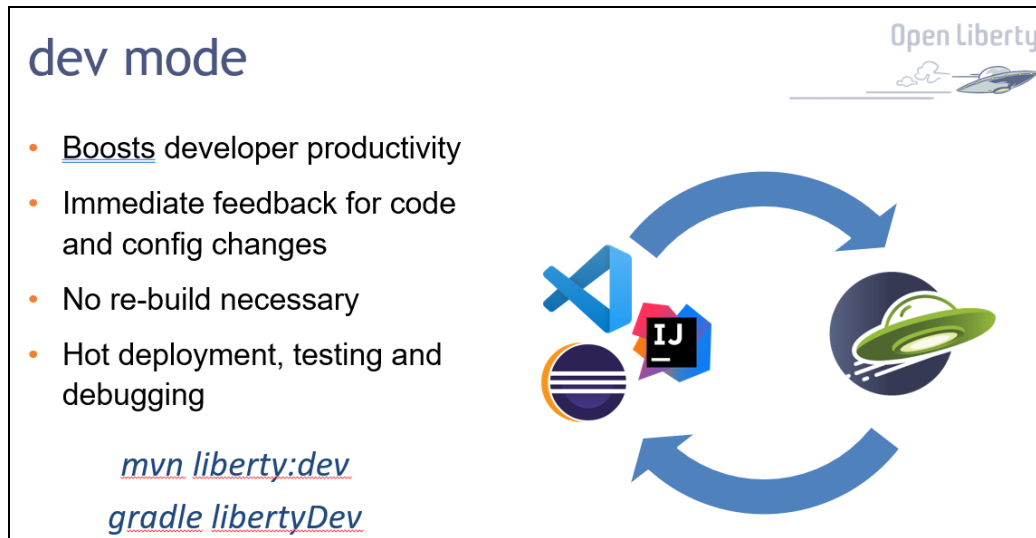 dev mode
Open Liberty
• Boosts developer productivity
• Immediate feedback for code
and config changes
• No re-build necessary
• Hot deployment, testing and
debugging
IJ
mvn liberty:dev
gradle libertyDev